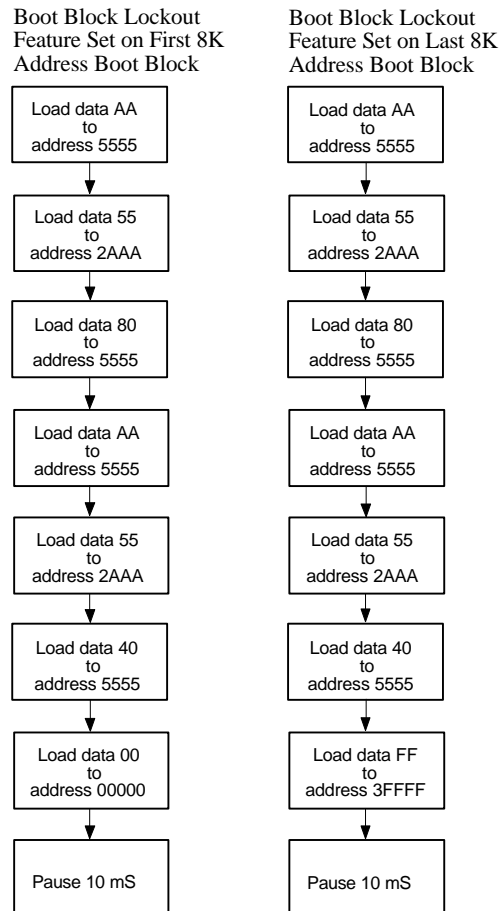 Boot Block Lockout
Feature Set on First 8K
Address Boot Block
Load data AA
to
address 5555
Load data 55
to
address 2AAA
Load data 80
to
address 5555
Load data AA
to
address 5555
Load data 55
to
address 2AAA
Load data 40
to
address 5555
Load data 00
to
address 00000
Pause 10 mS
Boot Block Lockout
Feature Set on Last 8K
Address Boot Block
Load data AA
to
address 5555
Load data 55
to
address 2AAA
Load data 80
to
address 5555
Load data AA
to
address 5555
Load data 55
to
address 2AAA
Load data 40
to
address 5555
Load data FF
to
address 3FFFF
Pause 10 mS